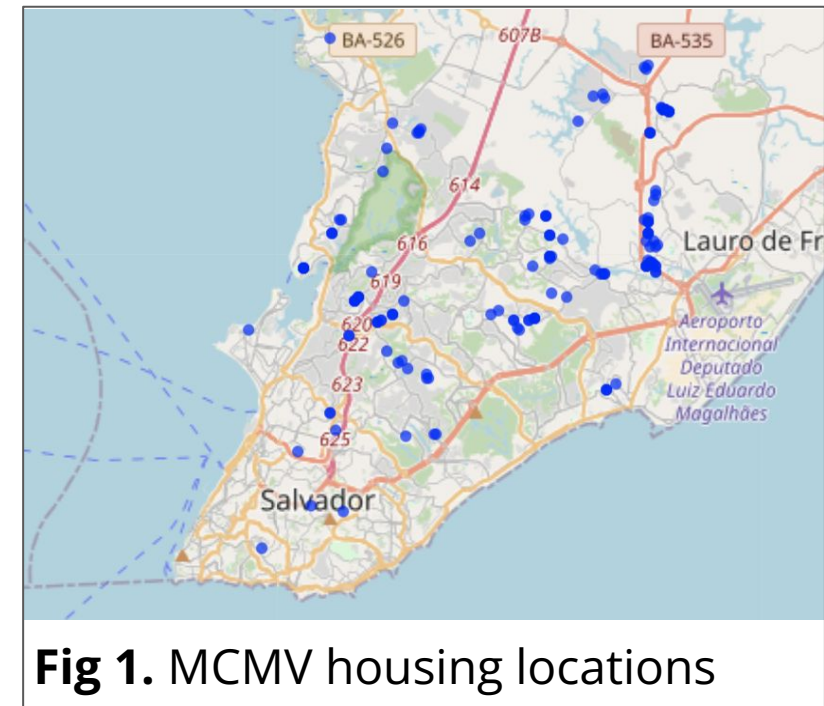 607B
BA-526
BA-535
614
616
Lauro de Fr
619
620
622
Aeroporto
Internacional
Deputado
Luiz Eduardo
Magalhães
623
625
Salvador
Fig 1. MCMV housing locations